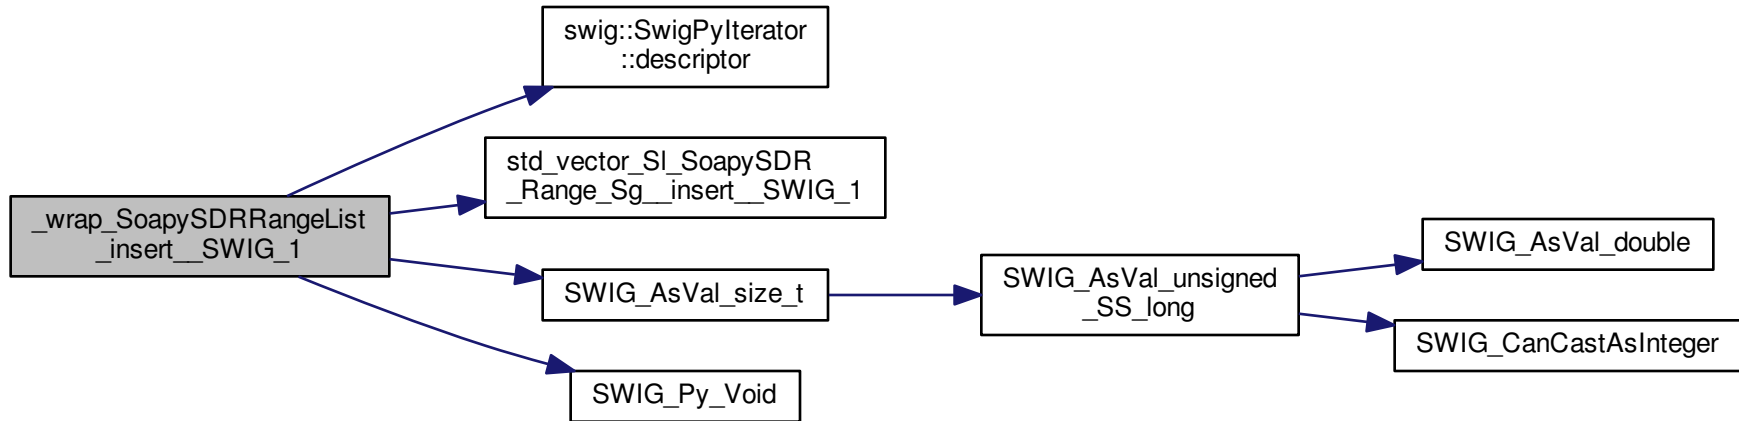 swig::SwigPyIterator
::descriptor
std_vector_Sl_SoapySDR
_Range_Sg__insert__SWIG_1
_wrap_SoapySDRRangeList
_insert__SWIG_1
SWIG_AsVal_size_t
SWIG_AsVal_unsigned
_SS_long
SWIG_AsVal_double
SWIG_CanCastAsInteger
SWIG_Py_Void